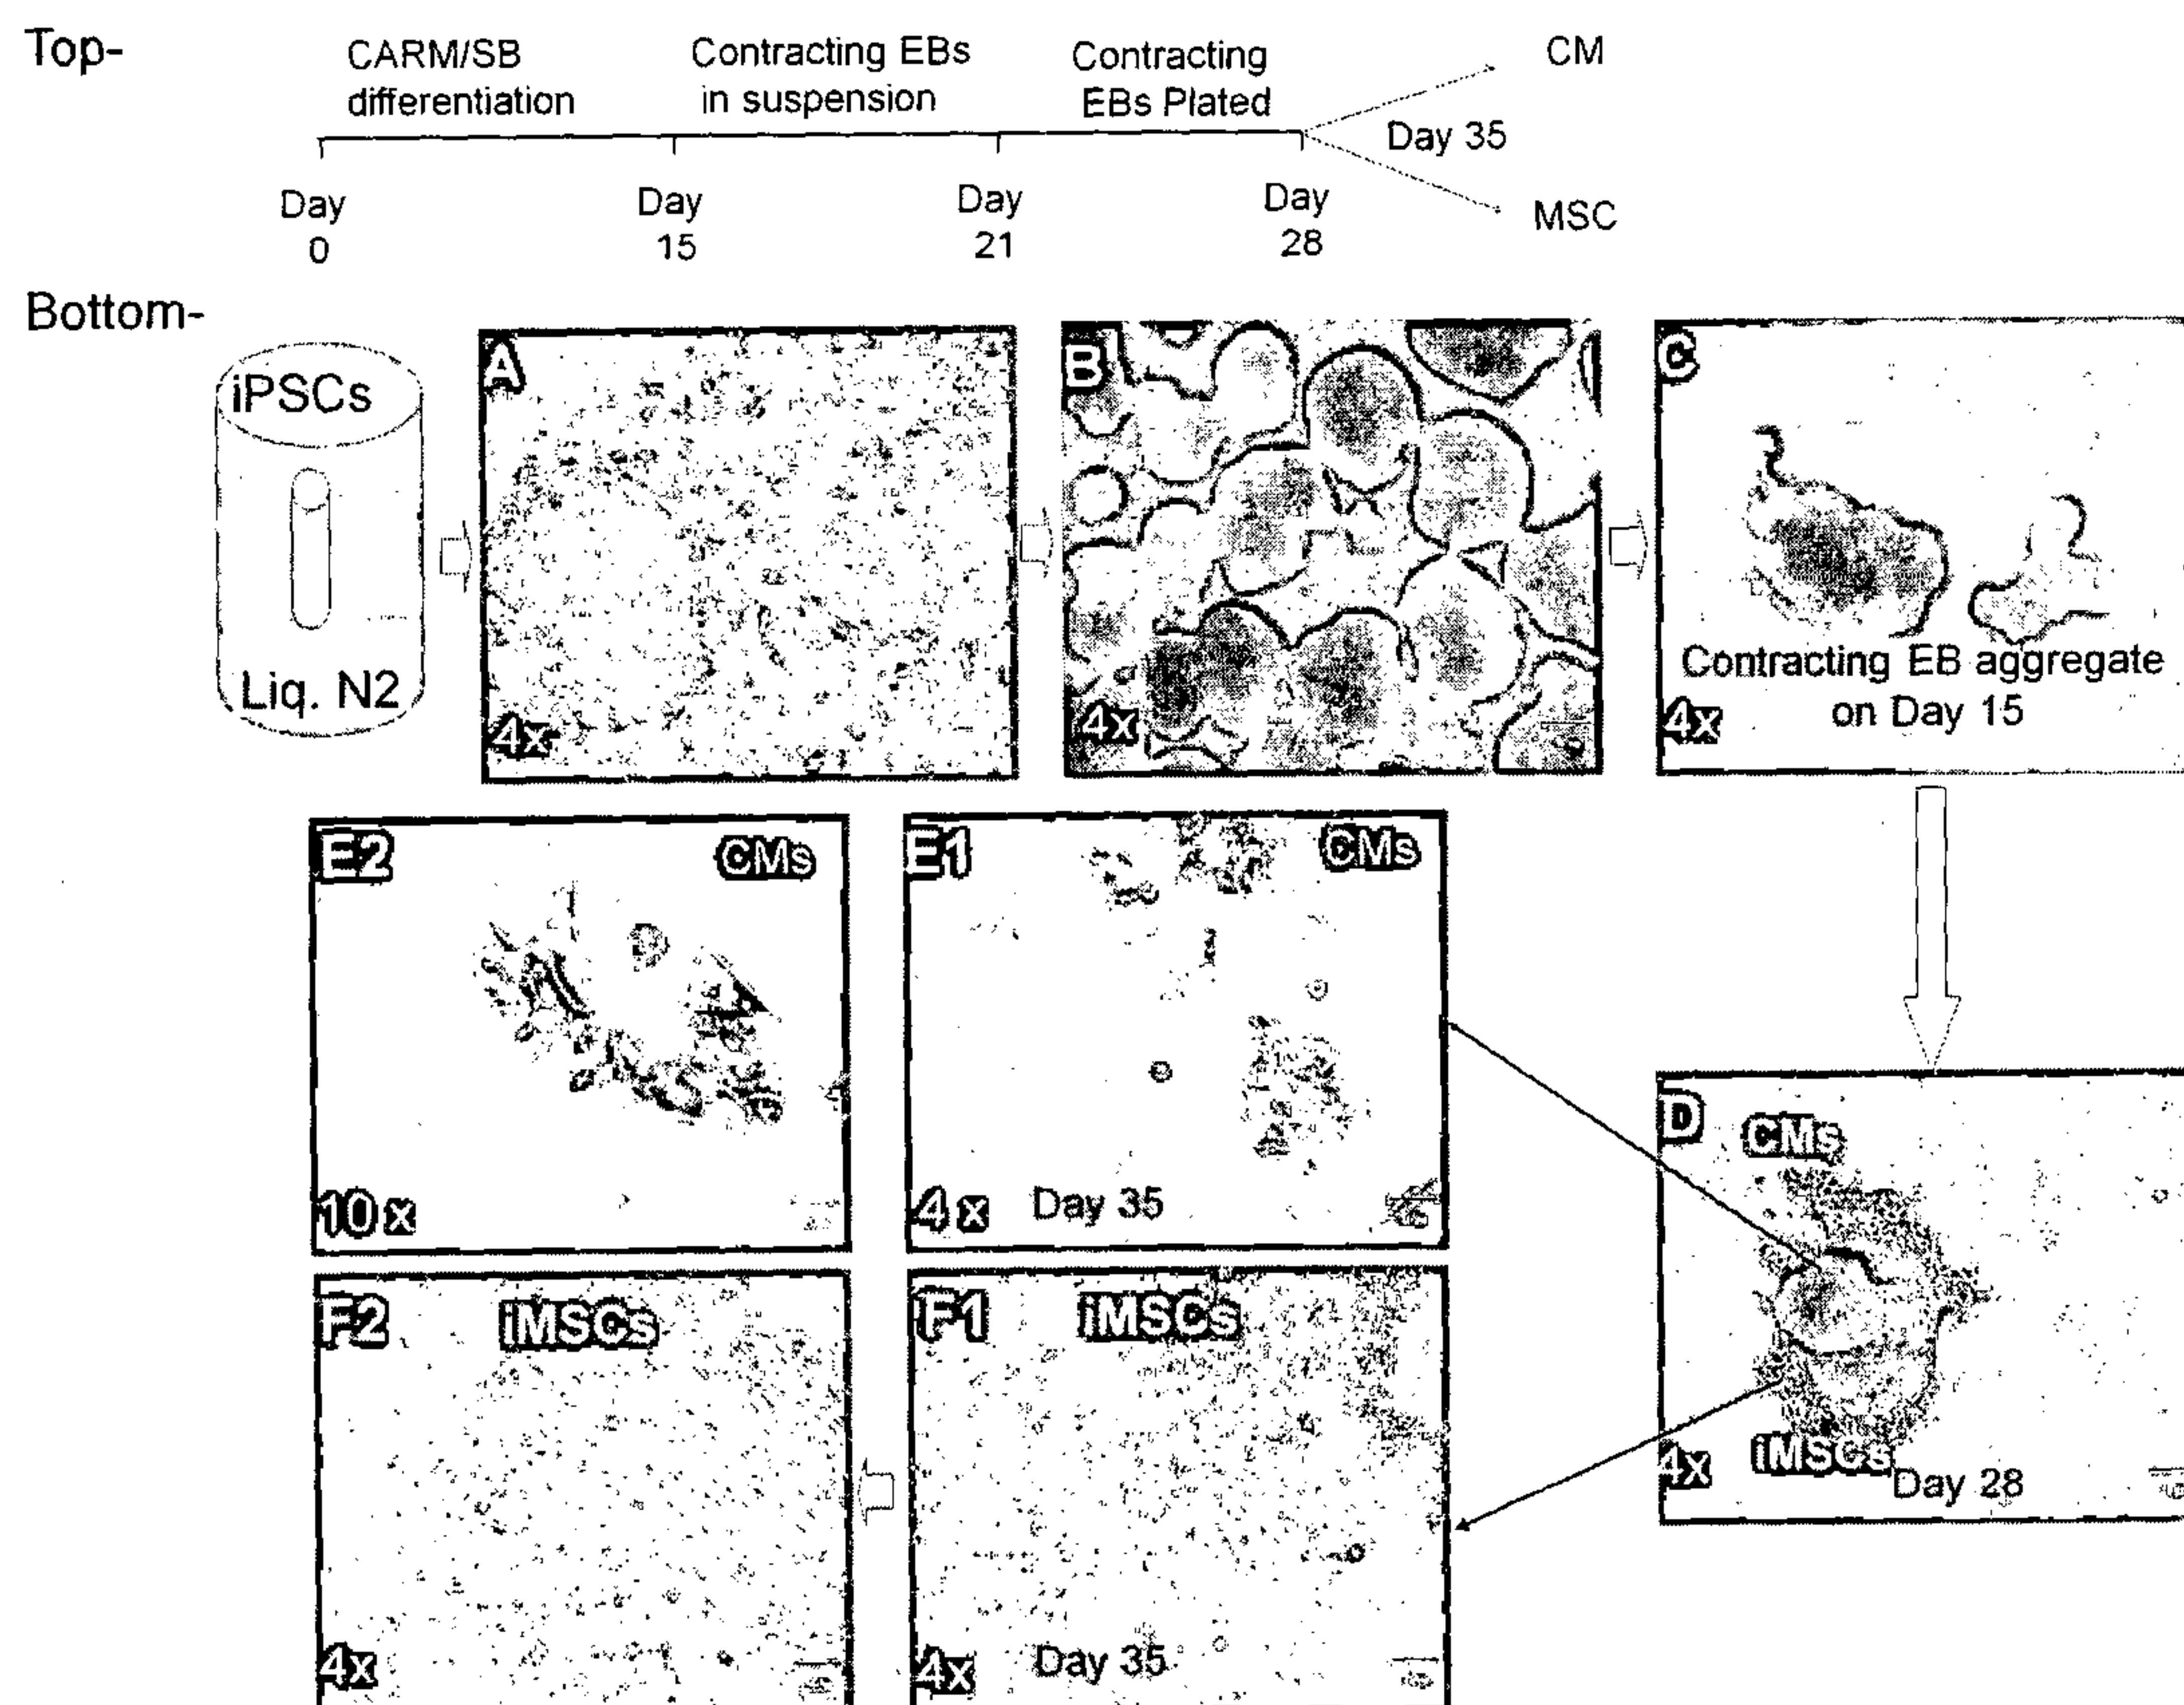 Top-
CARM/SB
differentiation
Contracting EBs
in suspension
Contracting
EBs Plated
CM
Day 35
MSC
Day
0
Day
15
Day
21
Day
28
Bottom-
iPSCs
Liq. N2
A
4x
B
4x
C
Contracting EB aggregate
on Day 15
4x
E2
CMs
10 x
E1
CMs
4 x
Day 35
D
CMs
iMSCs
4x
Day 28
F2
iMSCs
4x
F1
iMSCs
4x
Day 35